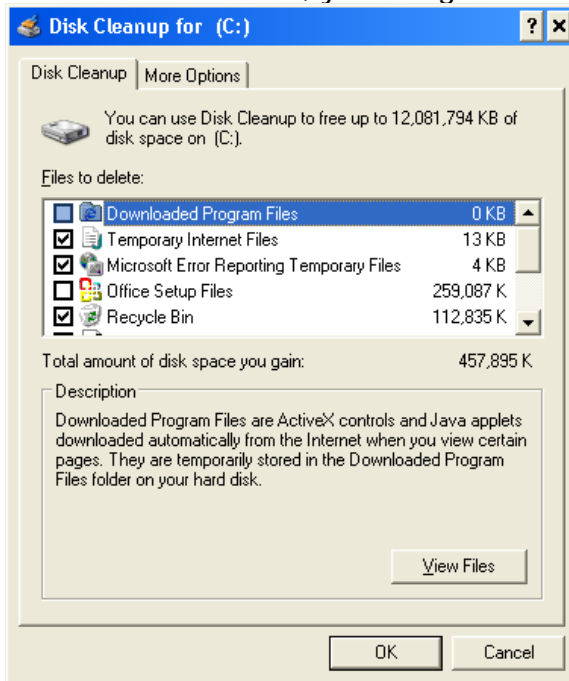 Disk Cleanup for (C:)
Disk Cleanup More Options
You can use Disk Cleanup to free up to 12,081,794 KB of
disk space on (C:).
Files to delete:
Downloaded Program Files 0 KB
Temporary Internet Files 13 KB
Microsoft Error Reporting Temporary Files 4 KB
Office Setup Files 259,087 K
Recycle Bin 112,835 K
Total amount of disk space you gain: 457,895 K
Description
Downloaded Program Files are ActiveX controls and Java applets
downloaded automatically from the Internet when you view certain
pages. They are temporarily stored in the Downloaded Program
Files folder on your hard disk.
View Files
OK Cancel